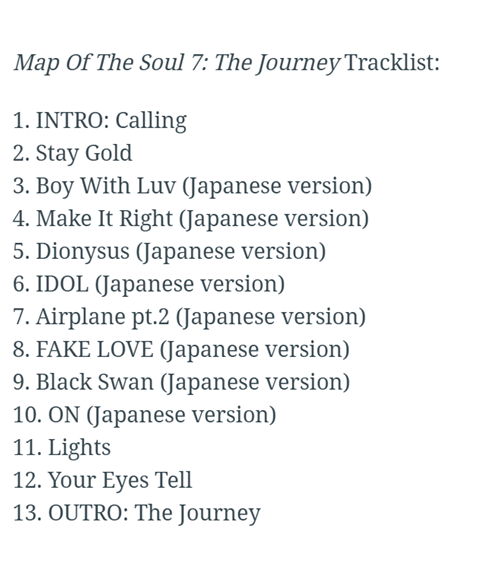 Map Of The Soul 7: The Journey Tracklist:
1. INTRO: Calling
2. Stay Gold
3. Boy With Luv (Japanese version)
4. Make It Right (Japanese version)
5. Dionysus (Japanese version)
6. IDOL (Japanese version)
7. Airplane pt.2 (Japanese version)
8. FAKE LOVE (Japanese version)
9. Black Swan (Japanese version)
10. ON (Japanese version)
11. Lights
12. Your Eyes Tell
13. OUTRO: The Journey